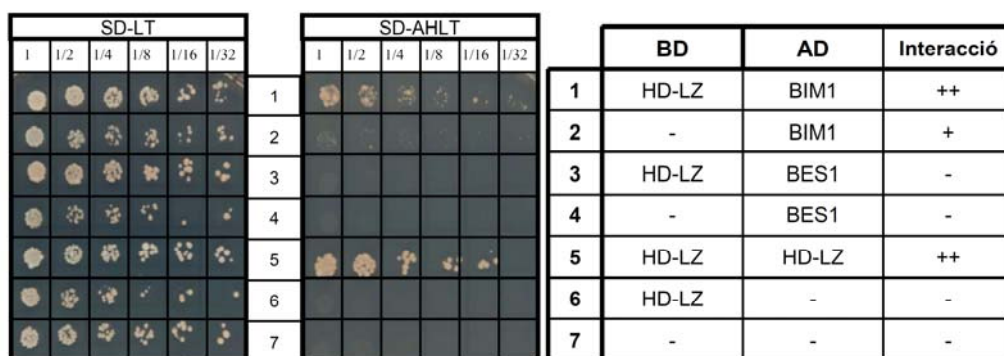 SD-LT SD-AHLT
1 1/2 1/4 1/8 1/16 1/32 1 1/2 1/4 1/8 1/16 1/32 BD AD Interacció
1 1 HD-LZ BIM1 ++
2 2 - BIM1 +
3 3 HD-LZ BES1 -
4 4 - BES1 -
5 5 HD-LZ HD-LZ ++
6 6 HD-LZ - -
7 7 - - -